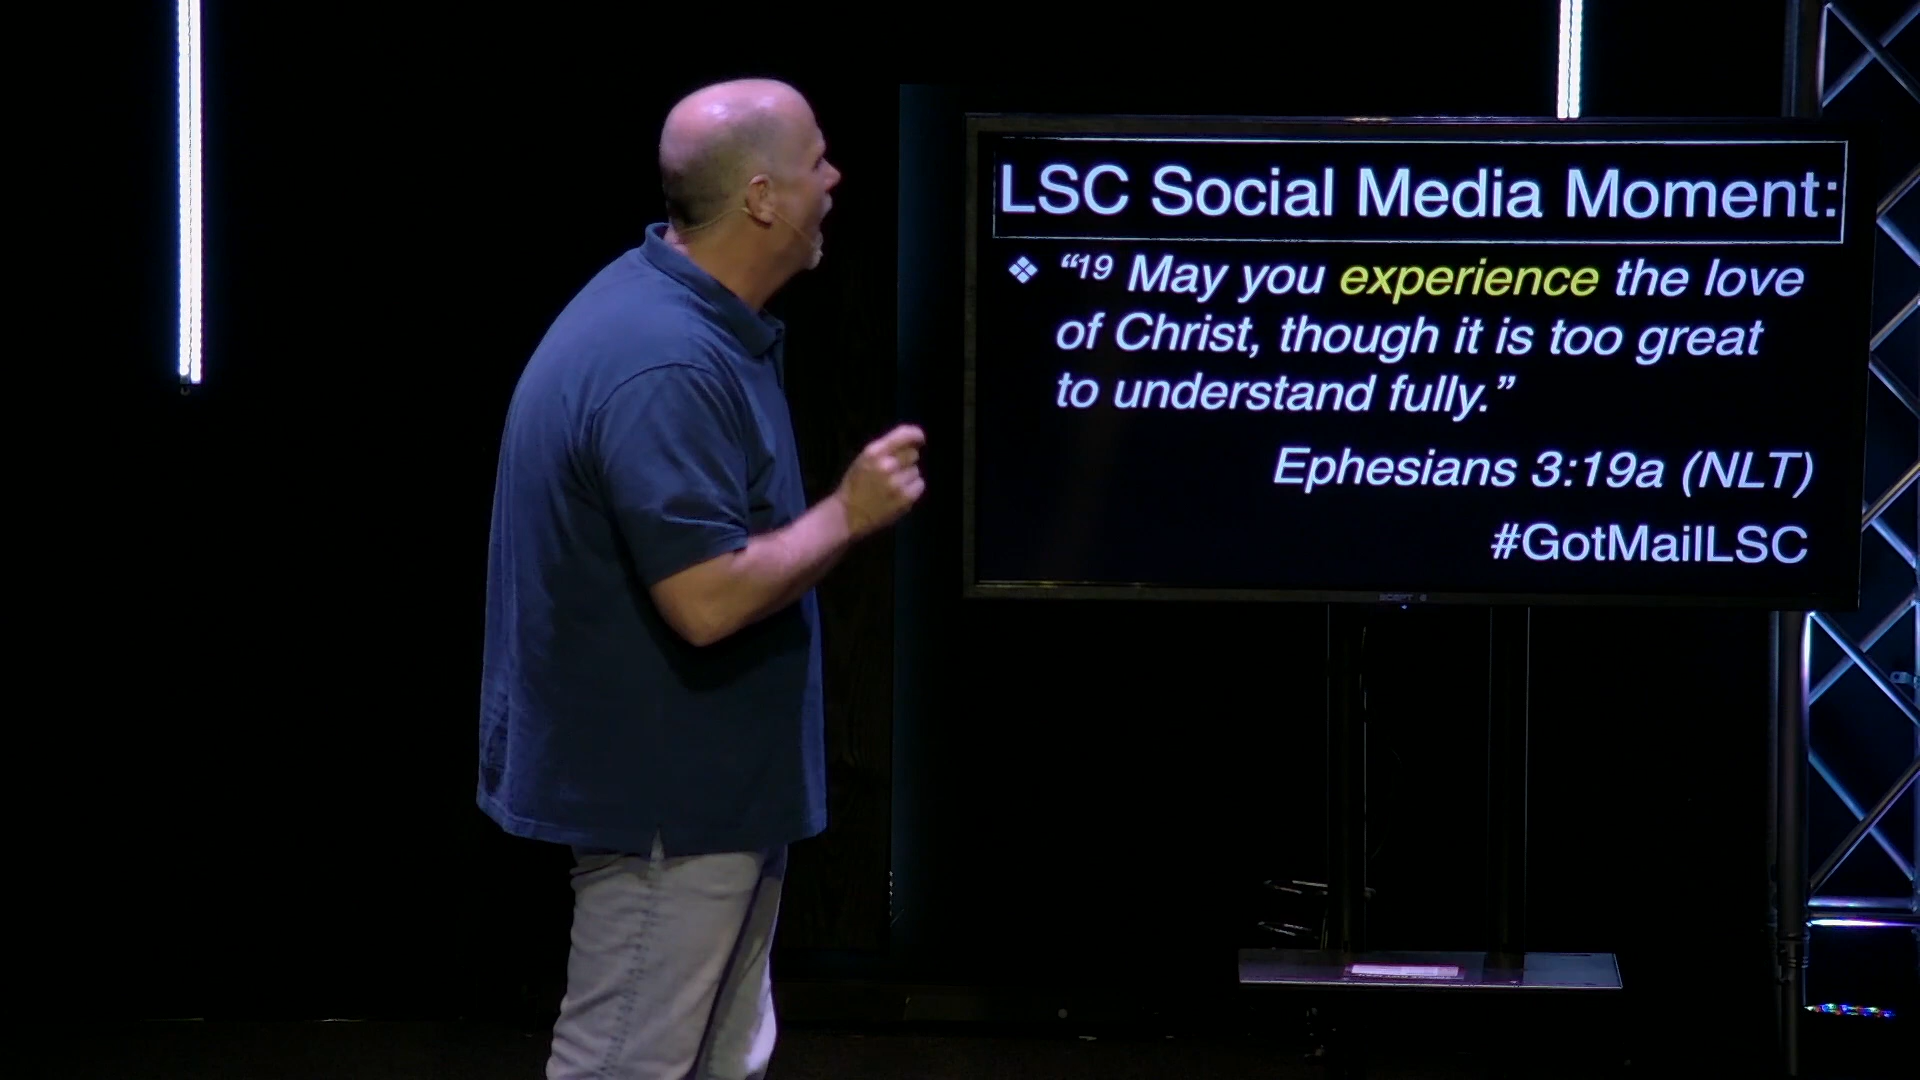 LSC Social Media Moment:
❖ “19 May you experience the love
of Christ, though it is too great
to understand fully.”
Ephesians 3:19a (NLT)
#GotMailLSC